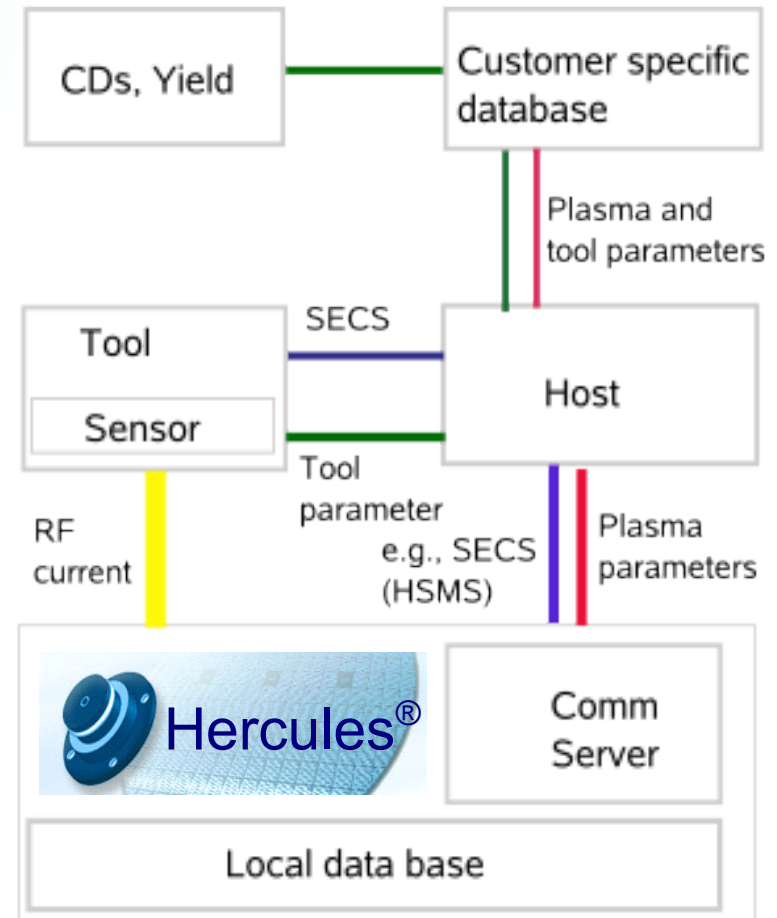 CDs, Yield
Customer specific
database
Plasma and
tool parameters
SECS
Tool
Sensor
Host
Tool
parameter
e.g., SECS
(HSMS)
RF
current
Plasma
parameters
Hercules®
Comm
Server
Local data base